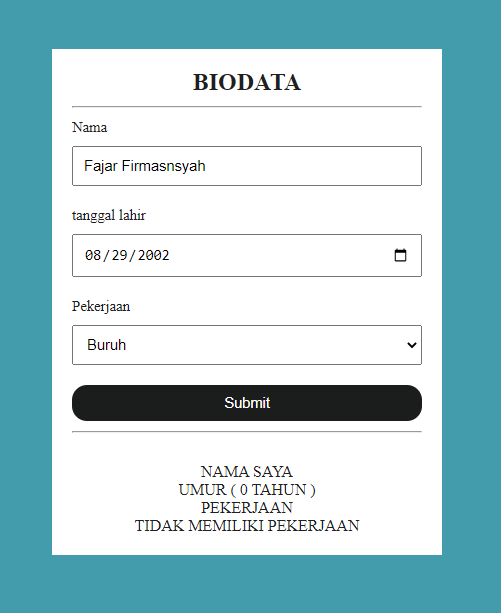 BIODATA
Nama
Fajar Firmasnsyah
tanggal lahir
08/29/2002
Pekerjaan
Buruh
Submit
NAMA SAYA
UMUR ( 0 TAHUN )
PEKERJAAN
TIDAK MEMILIKI PEKERJAAN